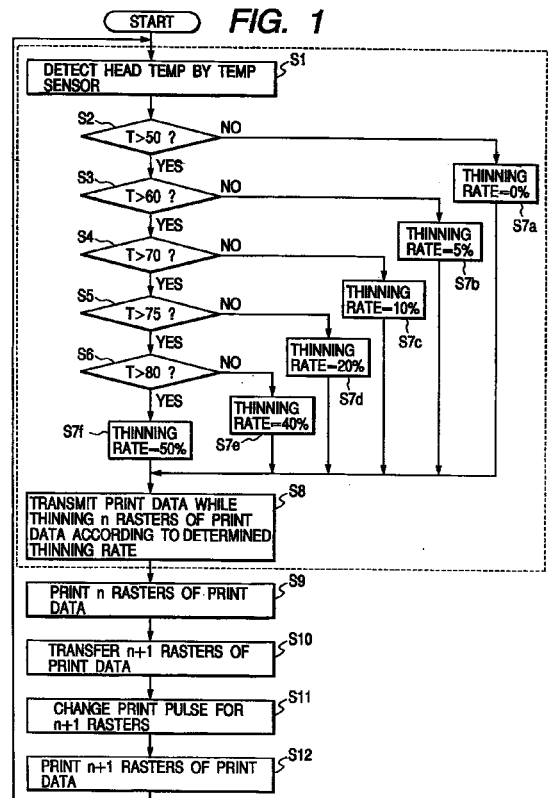 START
FIG. 1
S1
DETECT HEAD TEMP BY TEMP
SENSOR
S2
T>50 ?
NO
YES
THINNING
RATE=0%
S7a
S3
T>60 ?
NO
YES
THINNING
RATE=5%
S7b
S4
T>70 ?
NO
YES
THINNING
RATE=10%
S7c
S5
T>75 ?
NO
YES
THINNING
RATE=20%
S7d
S6
T>80 ?
NO
YES
THINNING
RATE=40%
S7e
S7f
THINNING
RATE=50%
S8
TRANSMIT PRINT DATA WHILE
THINNING n RASTERS OF PRINT
DATA ACCORDING TO DETERMINED
THINNING RATE
S9
PRINT n RASTERS OF PRINT
DATA
S10
TRANSFER n+1 RASTERS OF
PRINT DATA
S11
CHANGE PRINT PULSE FOR
n+1 RASTERS
S12
PRINT n+1 RASTERS OF PRINT
DATA